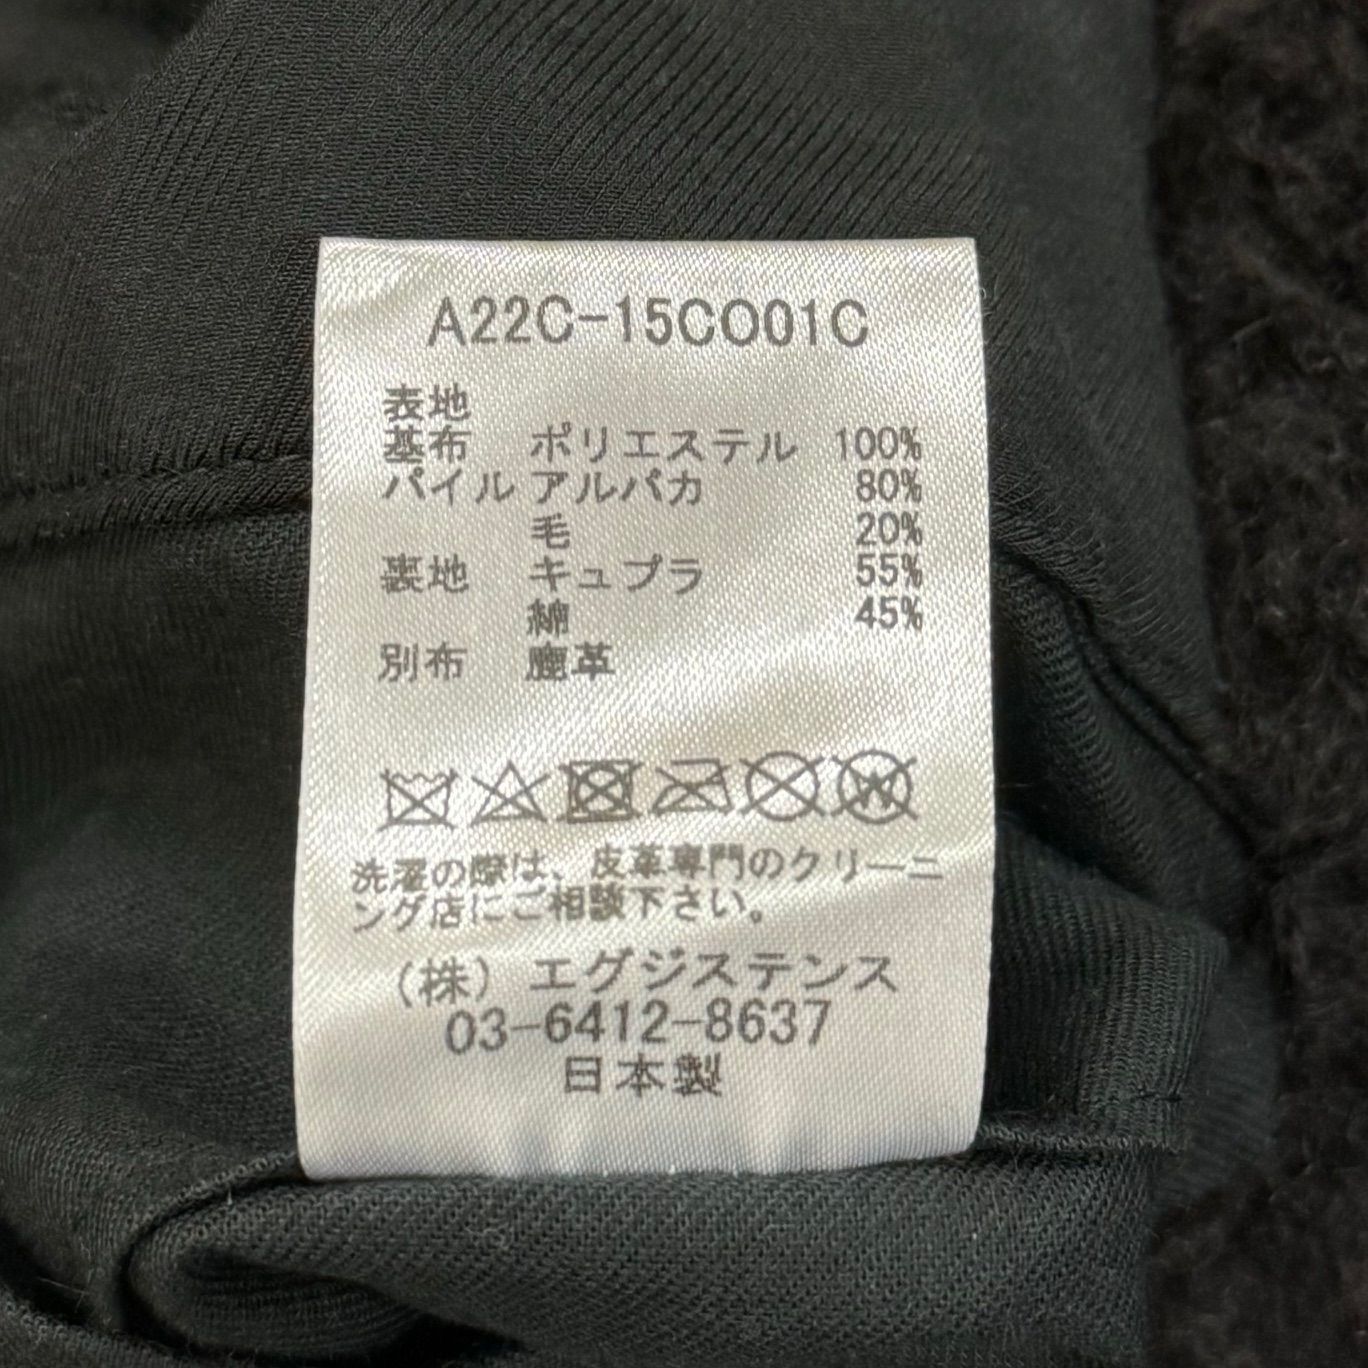 A22C-15CO01C
表地
基布 ポリエステル 100%
パイル アルパカ 80%
毛 20%
裏地 キュプラ 55%
綿 45%
別布 鹿革
W
洗濯の際は、皮革専門のクリーニ
ング店にご相談下さい。
(株) エグジステンス
03-6412-8637
日本製